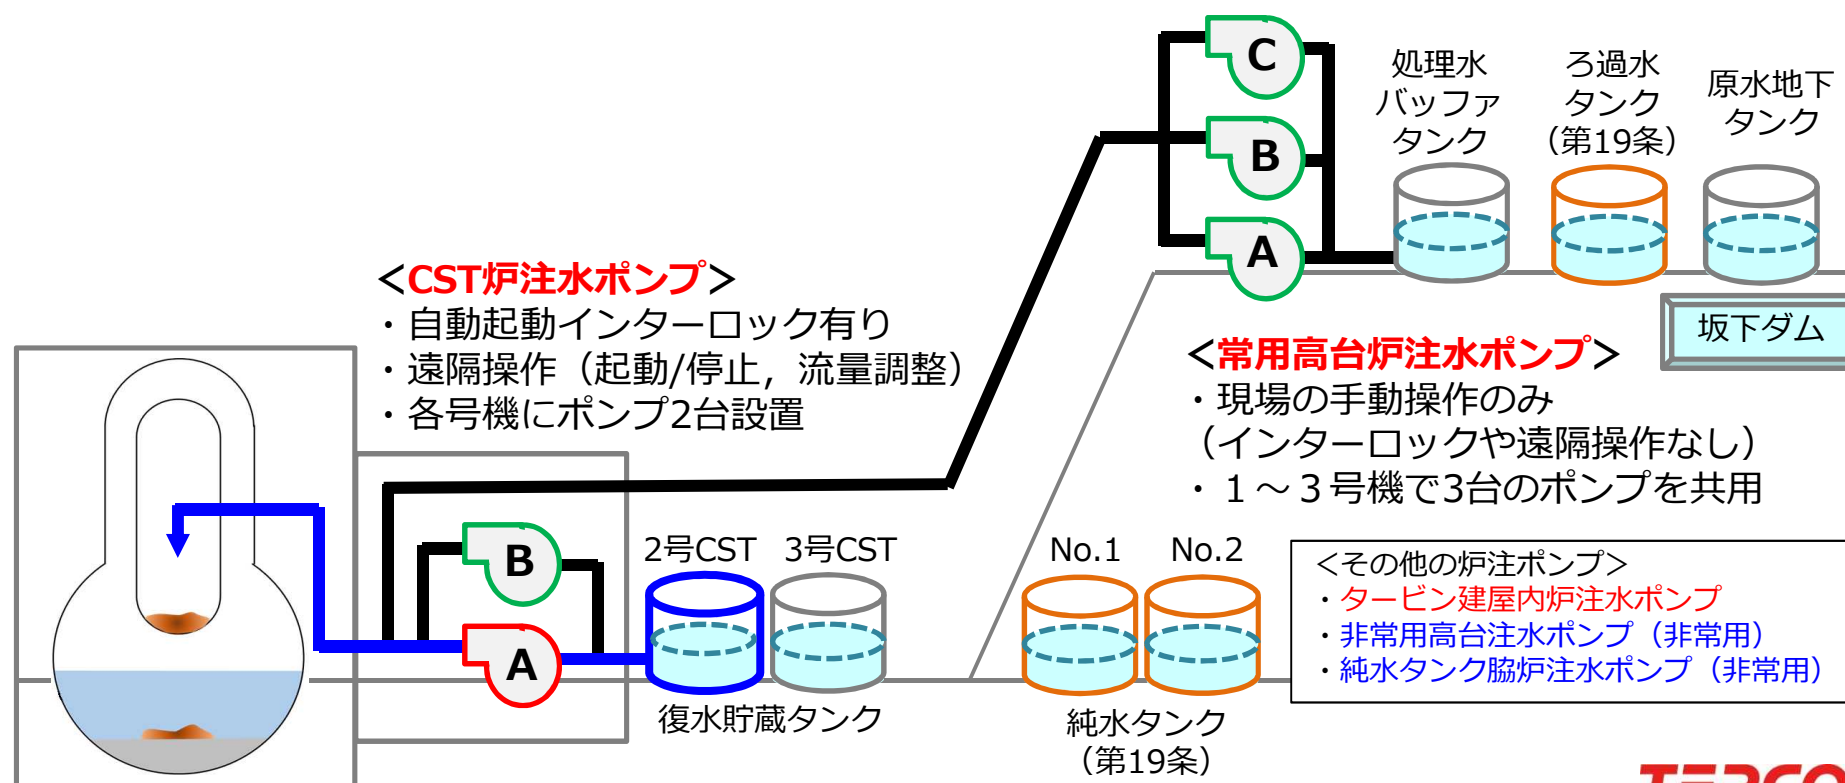 C
B
A
処理水
バッファ
タンク
ろ過水
タンク
（第19条）
原水地下
タンク
坂下ダム
＜CST炉注水ポンプ＞
・自動起動インターロック有り
・遠隔操作（起動/停止，流量調整）
・各号機にポンプ2台設置
＜常用高台炉注水ポンプ＞
・現場の手動操作のみ
（インターロックや遠隔操作なし）
・１～３号機で3台のポンプを共用
B
A
2号CST
3号CST
復水貯蔵タンク
No.1
No.2
純水タンク
（第19条）
＜その他の炉注ポンプ＞
・タービン建屋内炉注水ポンプ
・非常用高台注水ポンプ（非常用）
・純水タンク脇炉注水ポンプ（非常用）
TEPCO